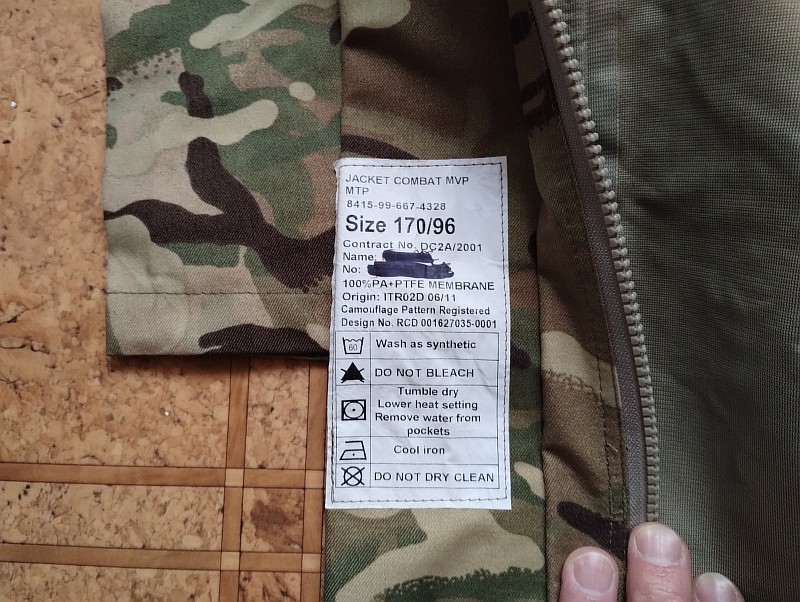 JACKET COMBAT MVP
MTP
8415-99-667-4328
Size 170/96
Contract No. DC2A/2001
Name:
No:
100%PA+PTFE MEMBRANE
Origin: ITR02D 06/11
Camouflage Pattern Registered
Design No. RCD 001627035-0001
60
Wash as synthetic
DO NOT BLEACH
Tumble dry
Lower heat setting
Remove water from
pockets
Cool iron
DO NOT DRY CLEAN